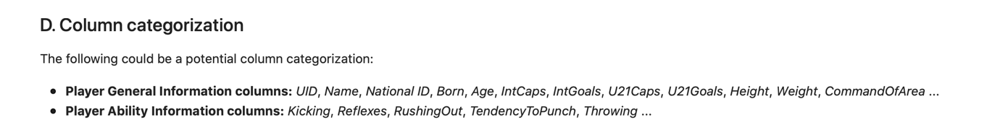 D. Column categorization
The following could be a potential column categorization:
• Player General Information columns: UID, Name, National ID, Born, Age, IntCaps, IntGoals, U21Caps, U21Goals, Height, Weight, CommandOfArea ...
• Player Ability Information columns: Kicking, Reflexes, RushingOut, TendencyToPunch, Throwing ...